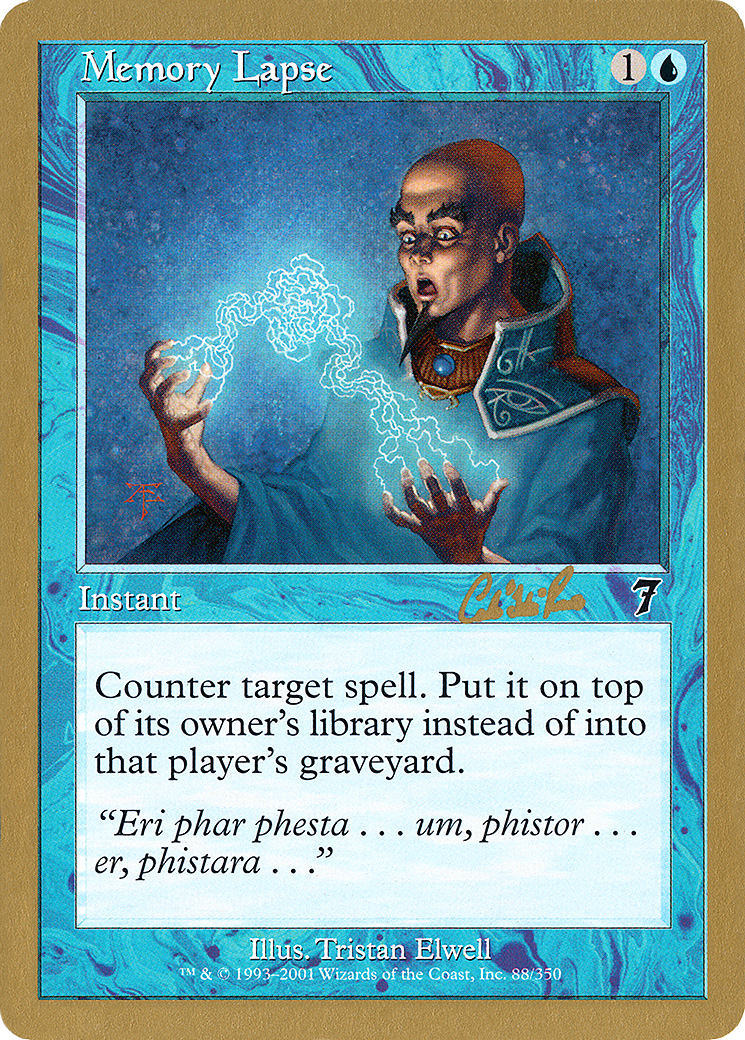 Memory Lapse 1
Instant 7
Counter target spell. Put it on top
of its owner’s library instead of into
that player’s graveyard.
“Eri phar phesta . . . um, phistor . . .
er, phistara . . .”
Illus. Tristan Elwell
™ & © 1993–2001 Wizards of the Coast, Inc. 88/350